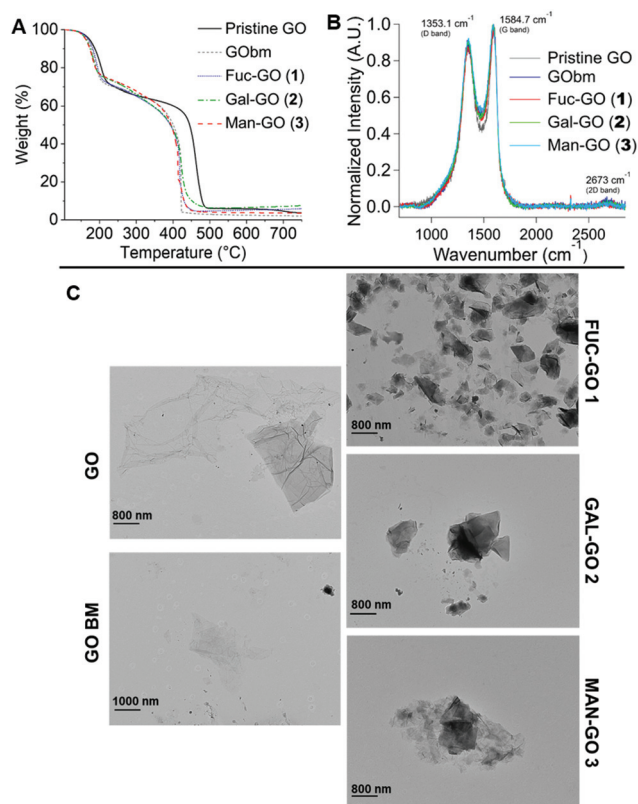 A
100
80
60
40
20
0
Weight (%)
150 300 450 600 750
Temperature (°C)
Pristine GO
GObm
Fuc-GO (1)
Gal-GO (2)
Man-GO (3)
B
1353.1 cm⁻¹
(D band)
1584.7 cm⁻¹
(G band)
1.0
0.8
0.6
0.4
0.2
0.0
Normalized Intensity (A.U.)
Pristine GO
GObm
Fuc-GO (1)
Gal-GO (2)
Man-GO (3)
2673 cm⁻¹
(2D band)
1000 1500 2000 2500
Wavenumber (cm⁻¹)
C
GO
800 nm
GO BM
1000 nm
FUC-GO 1
800 nm
GAL-GO 2
800 nm
MAN-GO 3
800 nm